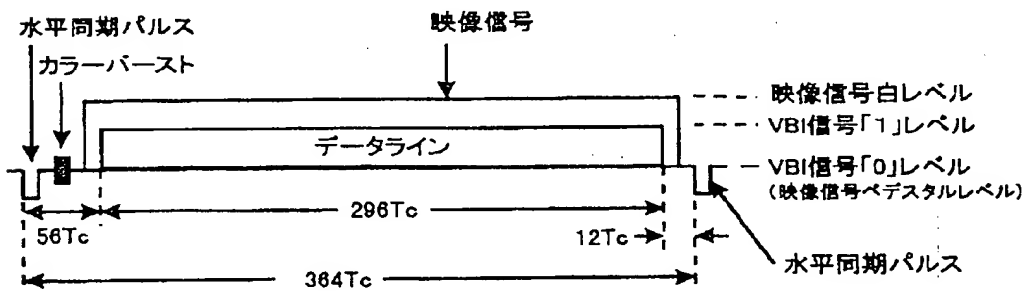 水平同期パルス
映像信号
カラーバースト
映像信号白レベル
VBI信号「1」レベル
データライン
VBI信号「0」レベル
(映像信号ペデスタルレベル)
296Tc
56Tc
12Tc
水平同期パルス
364Tc